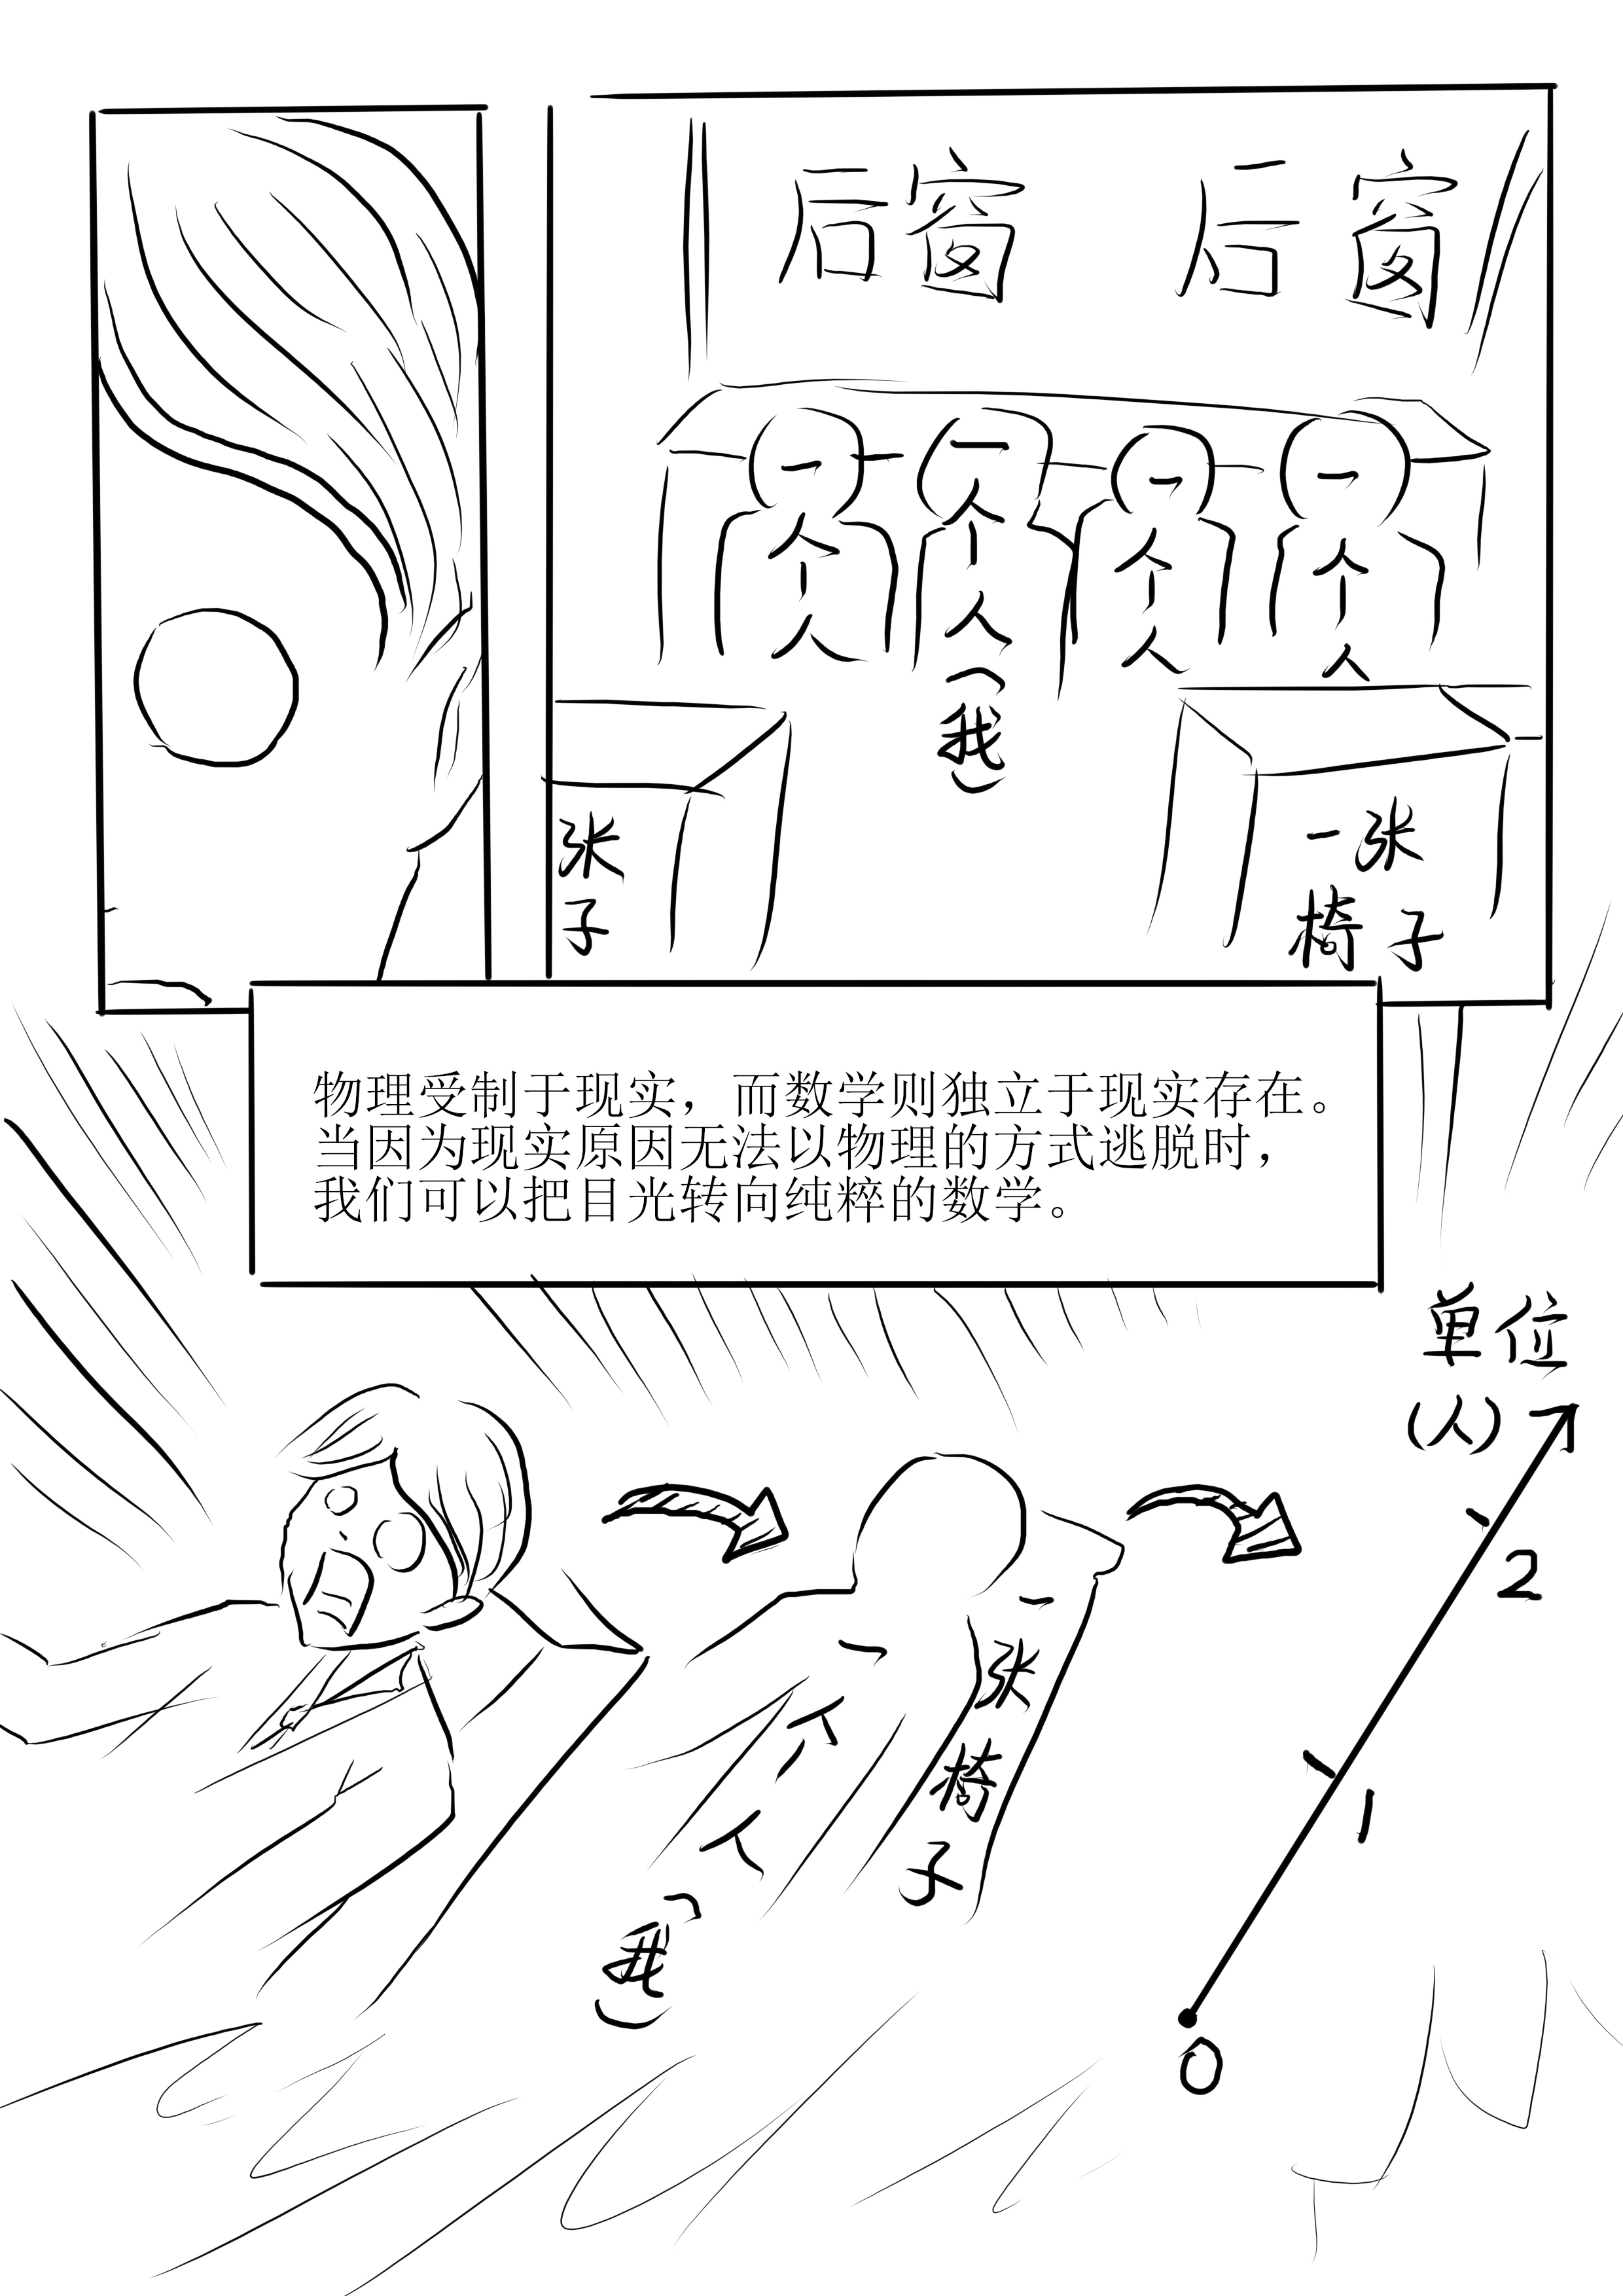 后窗
后窗
一个人
一个人(我)
一个人
一个人
张
子
一张
椅子
物理受制于现实，而数学则独立于现实存在。
当因为现实原因无法以物理的方式逃脱时，
我们可以把目光转向纯粹的数学。
一个人(我)
一张椅子
单位
(人)
2
1
0